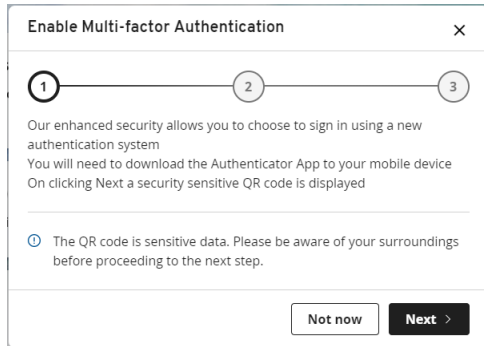 Enable Multi-factor Authentication
1 2 3
Our enhanced security allows you to choose to sign in using a new
authentication system
You will need to download the Authenticator App to your mobile device
On clicking Next a security sensitive QR code is displayed
The QR code is sensitive data. Please be aware of your surroundings
before proceeding to the next step.
Not now Next